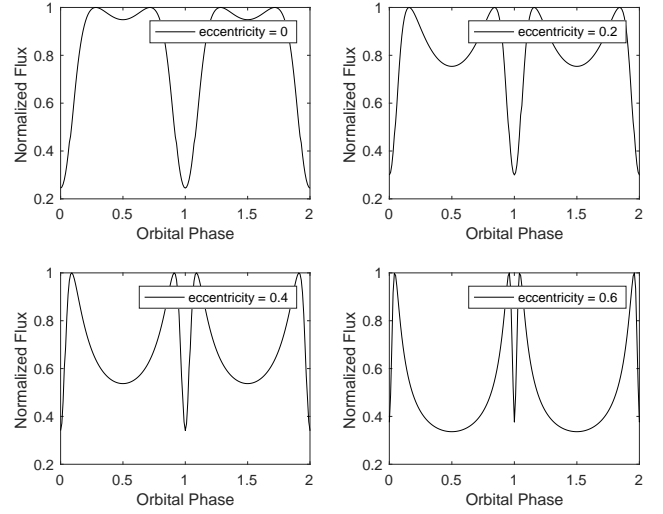 1
0.8
0.6
0.4
0.2
Normalized Flux
eccentricity = 0
0 0.5 1 1.5 2
Orbital Phase
1
0.8
0.6
0.4
0.2
Normalized Flux
eccentricity = 0.2
0 0.5 1 1.5 2
Orbital Phase
1
0.8
0.6
0.4
0.2
Normalized Flux
eccentricity = 0.4
0 0.5 1 1.5 2
Orbital Phase
1
0.8
0.6
0.4
0.2
Normalized Flux
eccentricity = 0.6
0 0.5 1 1.5 2
Orbital Phase